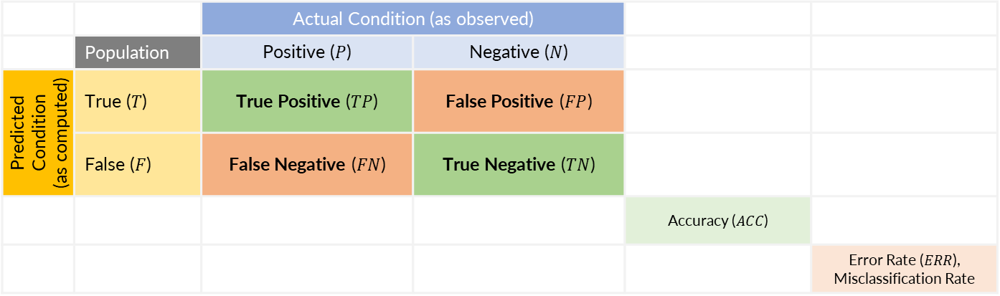 Actual Condition (as observed)
Population
Positive (P)
Negative (N)
Predicted
Condition
(as computed)
True (T)
True Positive (TP)
False Positive (FP)
False (F)
False Negative (FN)
True Negative (TN)
Accuracy (ACC)
Error Rate (ERR),
Misclassification Rate